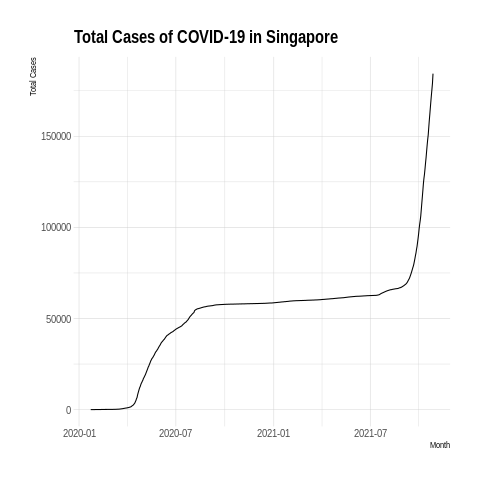 Total Cases of COVID-19 in Singapore
Total Cases
150000
100000
50000
0
2020-01 2020-07 2021-01 2021-07
Month